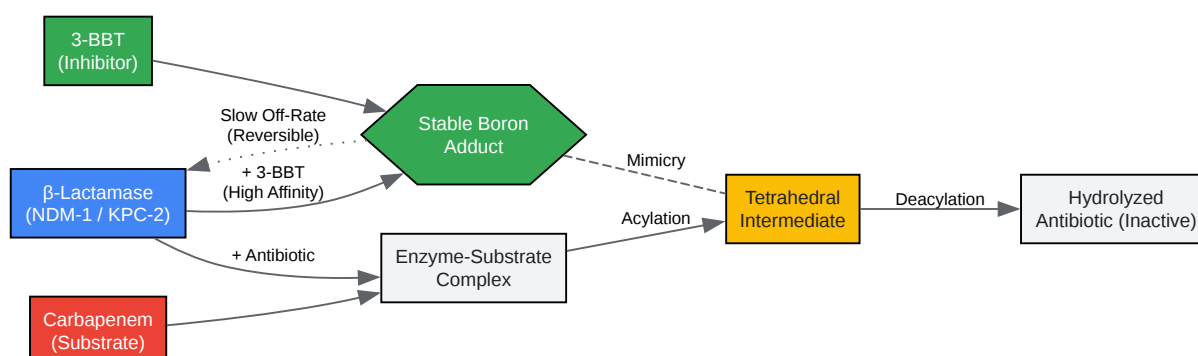 3-BBT
(Inhibitor)
Slow Off-Rate
(Reversible)
Stable Boron
Adduct
+ 3-BBT
(High Affinity)
β-Lactamase
(NDM-1 / KPC-2)
Mimicry
Tetrahedral
Intermediate
Deacylation
Hydrolyzed
Antibiotic (Inactive)
Acylation
+ Antibiotic
Enzyme-Substrate
Complex
Carbapenem
(Substrate)